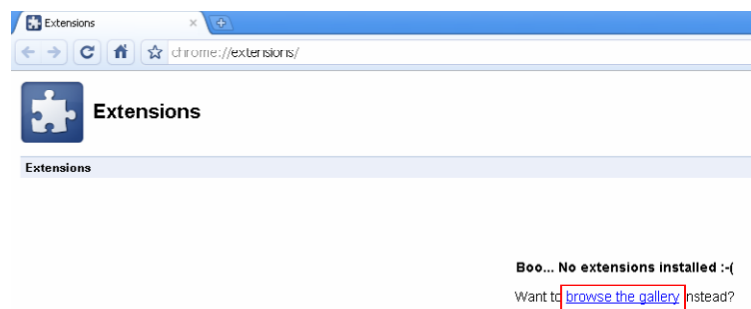 Extensions
chrome://extensions/
Extensions
Extensions
Boo... No extensions installed :-(
Want to browse the gallery instead?